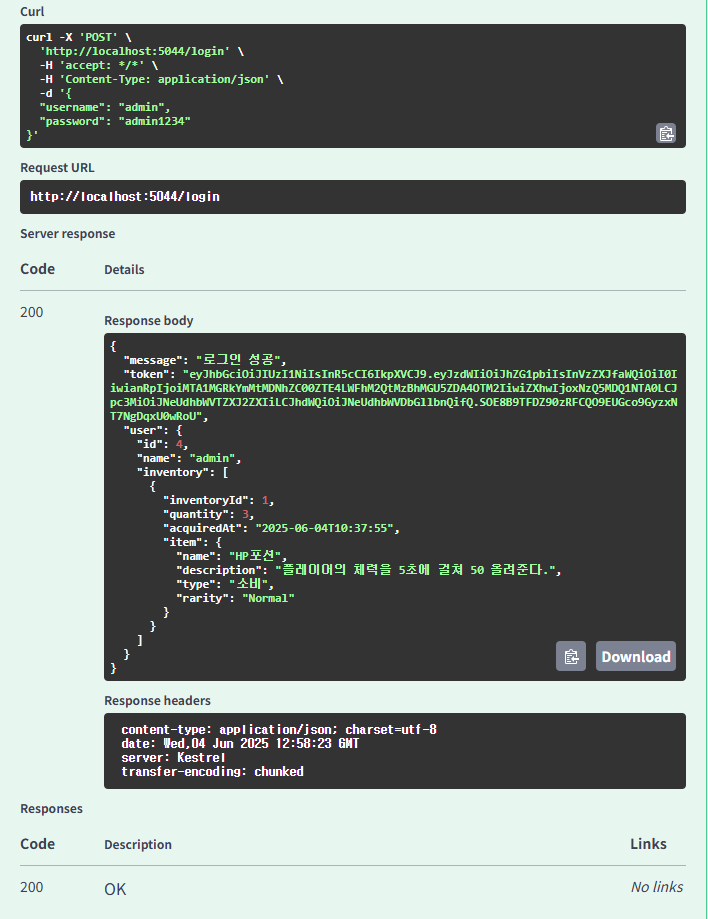 Curl
curl -X 'POST' \
'http://localhost:5044/login' \
-H 'accept: */*' \
-H 'Content-Type: application/json' \
-d '{
"username": "admin",
"password": "admin1234"
}'
Request URL
http://localhost:5044/login
Server response
Code Details
200
Response body
{
"message": "로그인 성공",
"token": "eyJhbGciOiJIUzI1NiIsInR5cCI6IkpXVCJ9.eyJzdWIiOiJhZG1pbiIsInVzZXJfaWQiOiI0I
iwianRpIjoiMTA1MGRkYmMtMDNhZC00ZTE4LWFhM2QtMzBhMGU5ZDA4OTM2IiwiZXhwIjoxNzQ5MDQ1NTA0LCJ
pc3MiOiJNeUdhbWVTZXJ2ZXIiLCJhdWQiOiJNeUdhbWVDbGllbnQifQ.SOE8B9TFDZ90zRFCQO9EUGco9GyzxN
T7NgDqxU0wRoU",
"user": {
"id": 4,
"name": "admin",
"inventory": [
{
"inventoryId": 1,
"quantity": 3,
"acquiredAt": "2025-06-04T10:37:55",
"item": {
"name": "HP포션",
"description": "플레이어의 체력을 5초에 걸쳐 50 올려준다.",
"type": "소비",
"rarity": "Normal"
}
}
]
}
}
Download
Response headers
content-type: application/json; charset=utf-8
date: Wed,04 Jun 2025 12:58:23 GMT
server: Kestrel
transfer-encoding: chunked
Responses
Code Description Links
200 OK No links